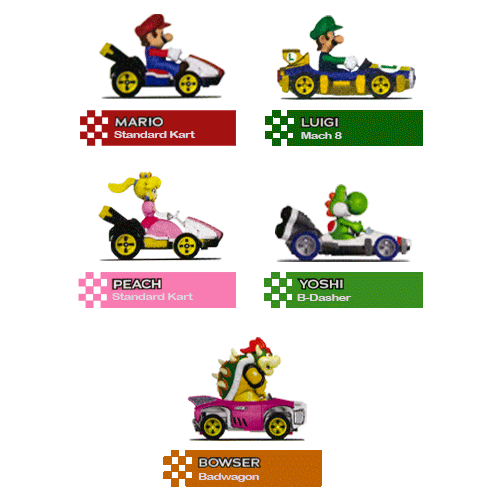 MARIO
Standard Kart
LUIGI
Mach 8
PEACH
Standard Kart
YOSHI
B-Dasher
BOWSER
Badwagon